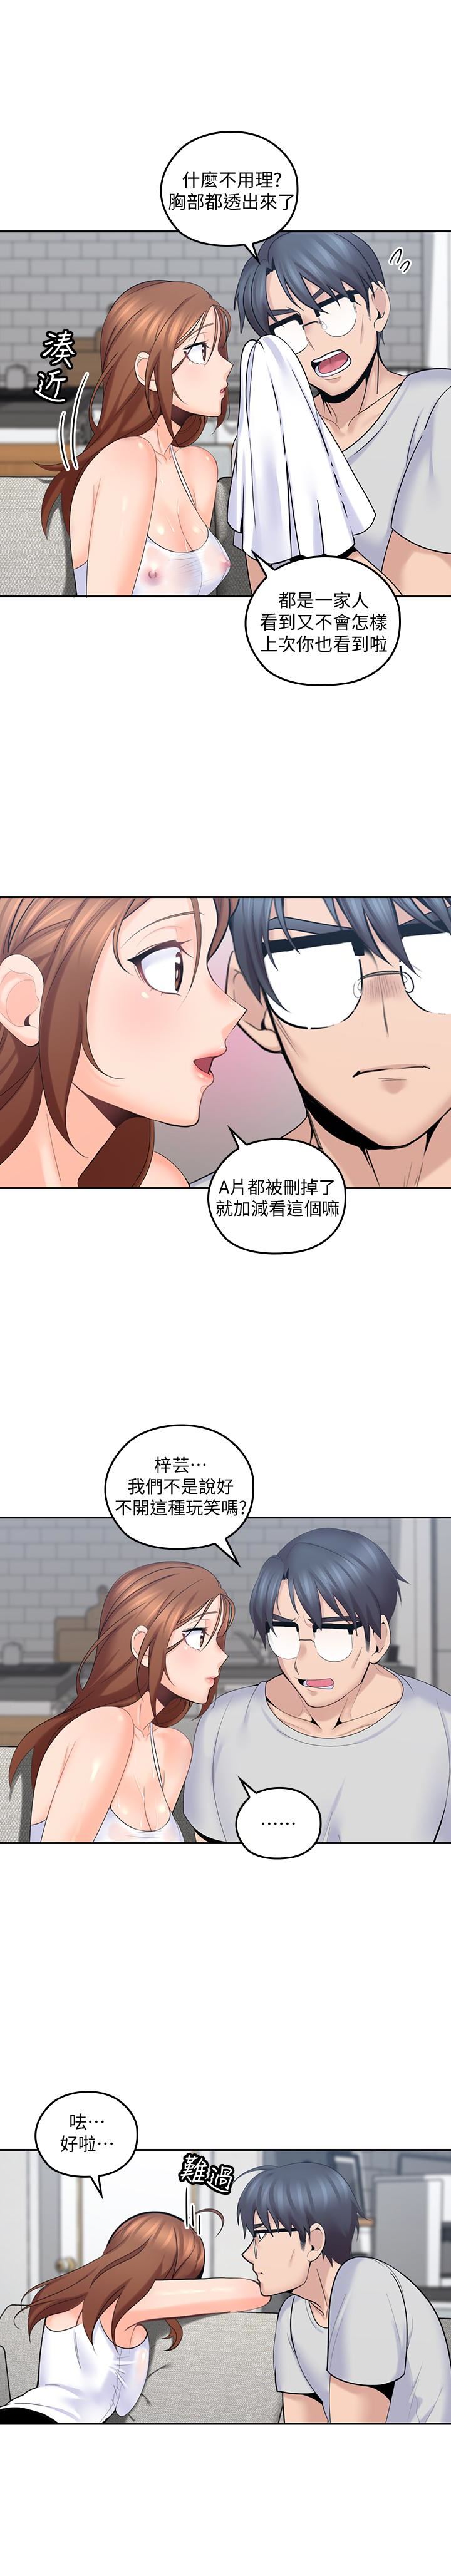 什麼不用理?
胸部都透出來了
湊近
都是一家人
看到又不會怎樣
上次你也看到啦
A片都被刪掉了
就加減看這個嘛
梓芸…
我們不是說好
不開這種玩笑嗎?
……
呿…
好啦…
難過